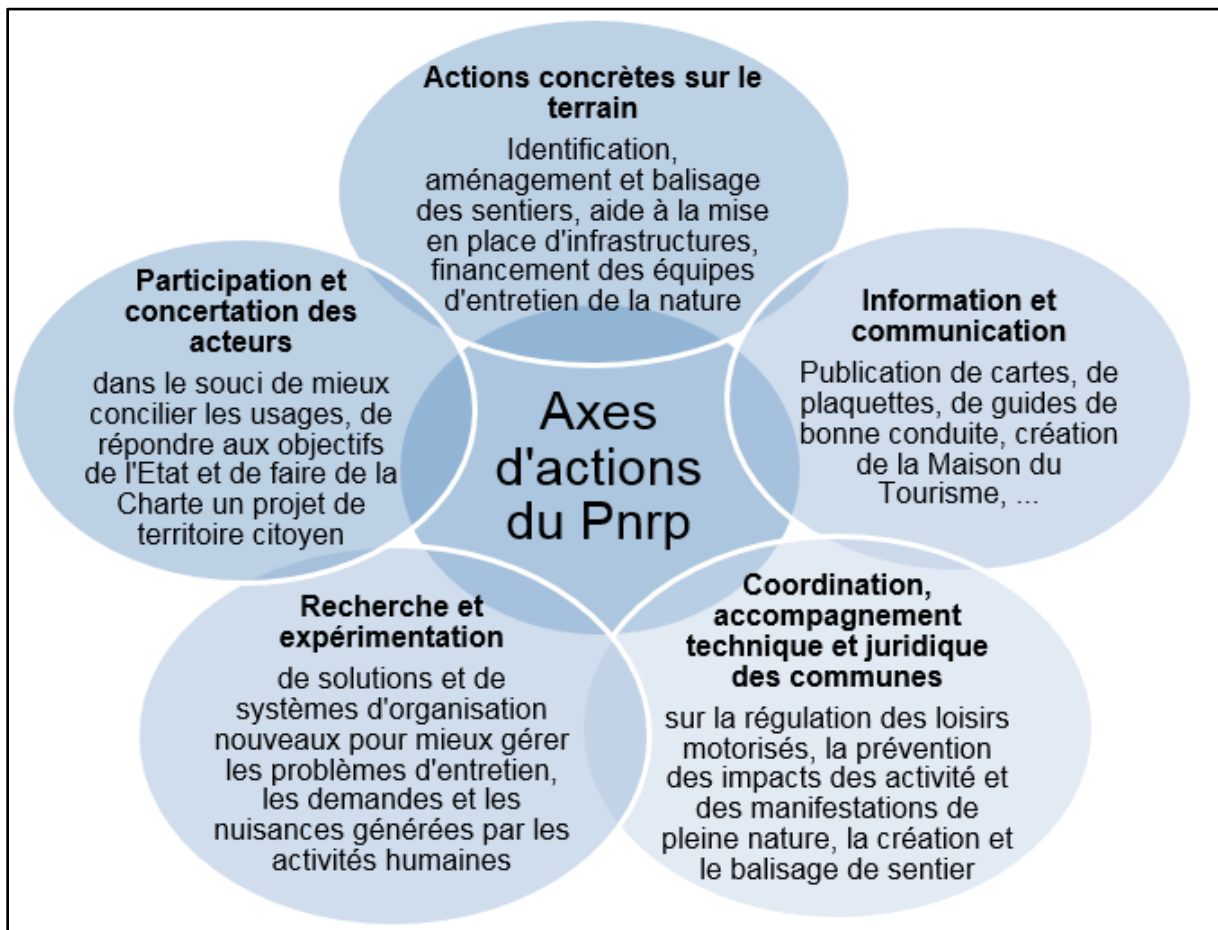 Actions concrètes sur le
terrain
Identification,
aménagement et balisage
des sentiers, aide à la mise
en place d'infrastructures,
financement des équipes
d'entretien de la nature
Information et
communication
Publication de cartes, de
plaquettes, de guides de
bonne conduite, création
de la Maison du
Tourisme, ...
Coordination,
accompagnement
technique et juridique
des communes
sur la régulation des loisirs
motorisés, la prévention
des impacts des activité et
des manifestations de
pleine nature, la création et
le balisage de sentier
Recherche et
expérimentation
de solutions et de
systèmes d'organisation
nouveaux pour mieux gérer
les problèmes d'entretien,
les demandes et les
nuisances générées par les
activités humaines
Participation et
concertation des
acteurs
dans le souci de mieux
concilier les usages, de
répondre aux objectifs
de l'Etat et de faire de la
Charte un projet de
territoire citoyen
Axes
d'actions
du Pnrp